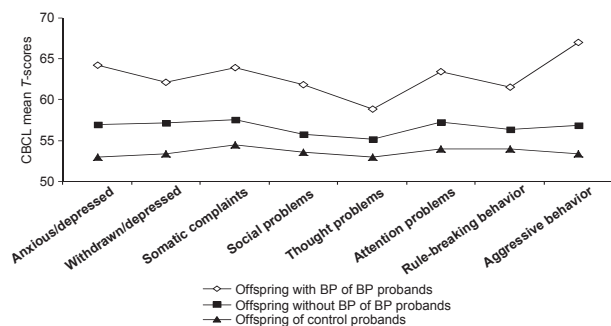 70
65
60
55
50
CBCL mean T-scores
Anxious/depressed
Withdrawn/depressed
Somatic complaints
Social problems
Thought problems
Attention problems
Rule-breaking behavior
Aggressive behavior
Offspring with BP of BP probands
Offspring without BP of BP probands
Offspring of control probands